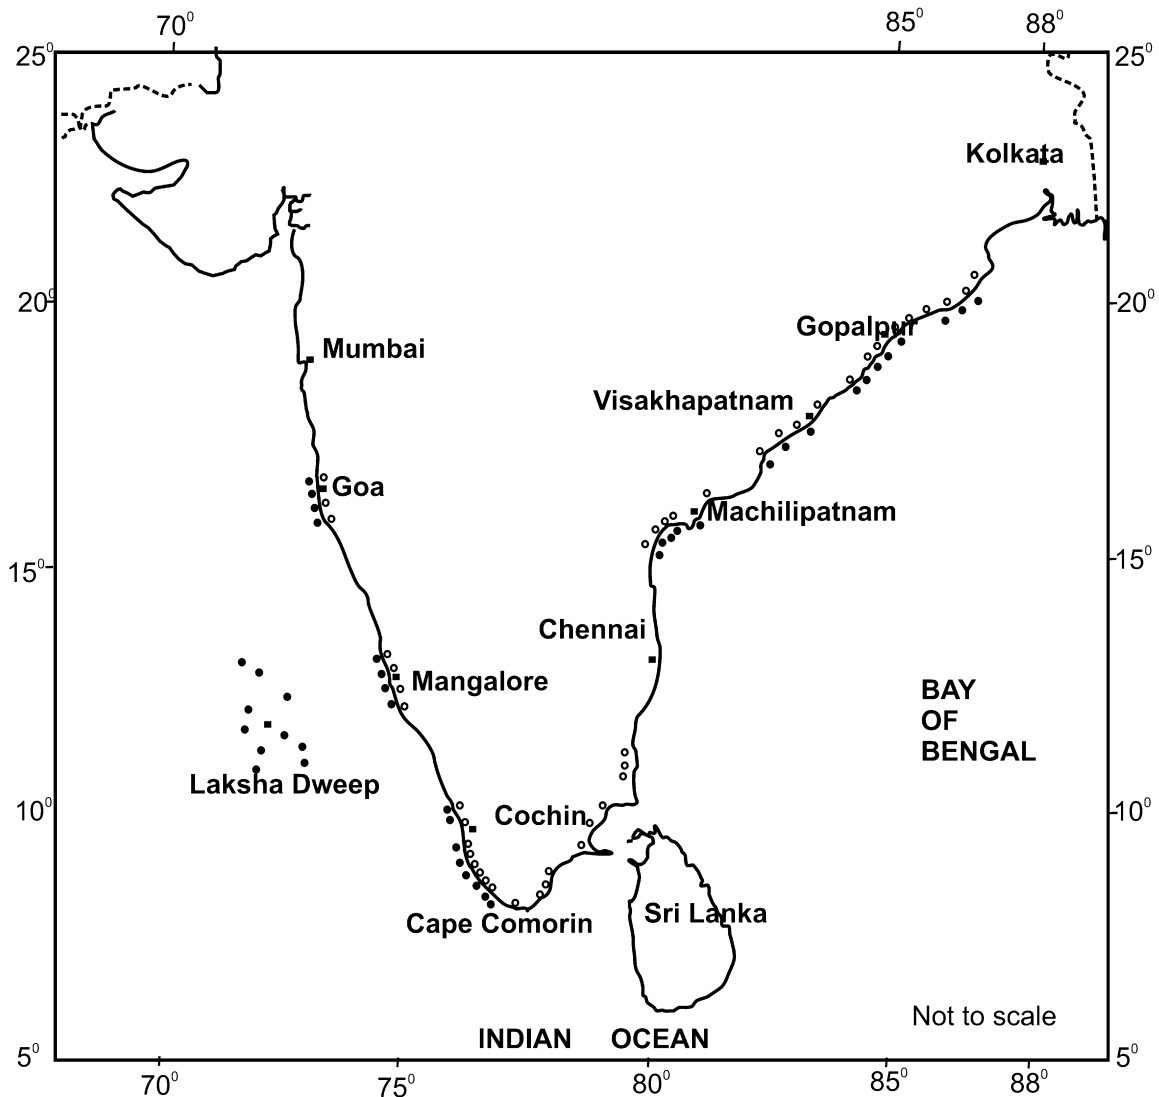 70⁰ 85⁰ 88⁰
25⁰ 25⁰
Kolkata
20⁰ 20⁰
Gopalpur
Mumbai
Visakhapatnam
Goa
Machilipatnam
15⁰ 15⁰
Chennai
Mangalore
BAY
OF
BENGAL
Laksha Dweep
10⁰ 10⁰
Cochin
Sri Lanka
Cape Comorin
Not to scale
INDIAN OCEAN
5⁰ 5⁰
70⁰ 75⁰ 80⁰ 85⁰ 88⁰